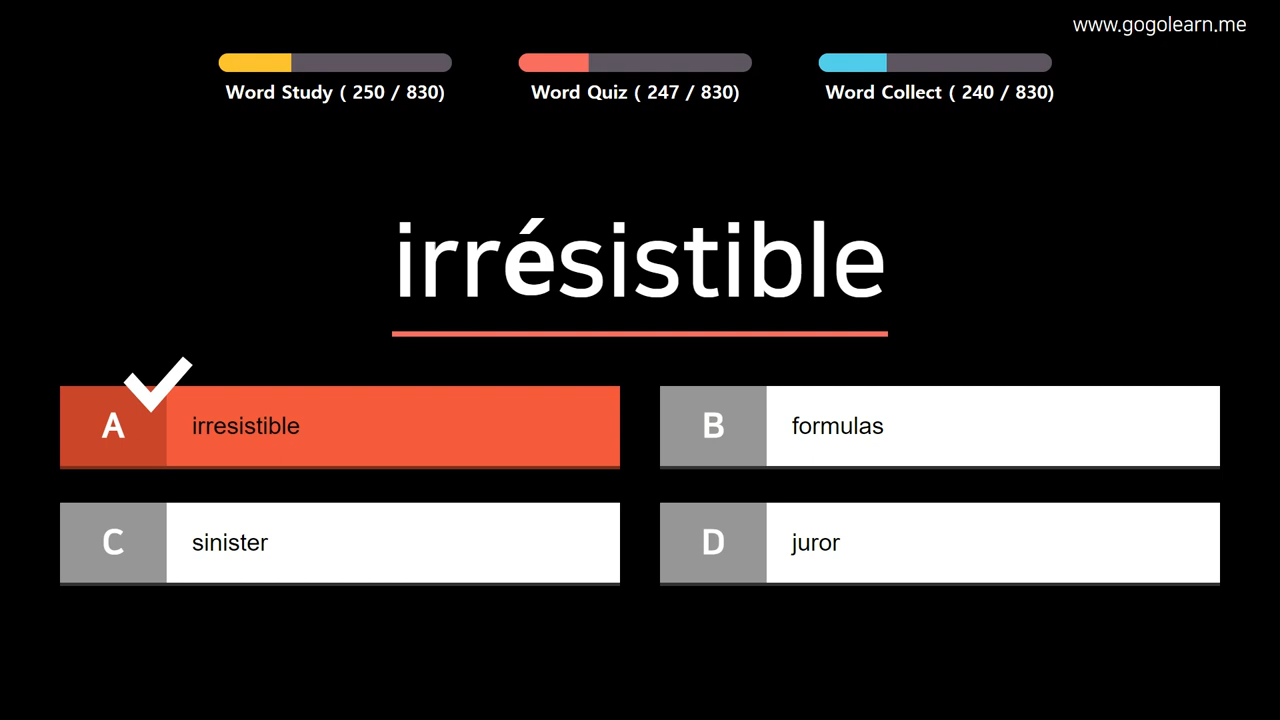 www.gogolearn.me
Word Study ( 250 / 830)
Word Quiz ( 247 / 830)
Word Collect ( 240 / 830)
irrésistible
A irresistible
B formulas
C sinister
D juror